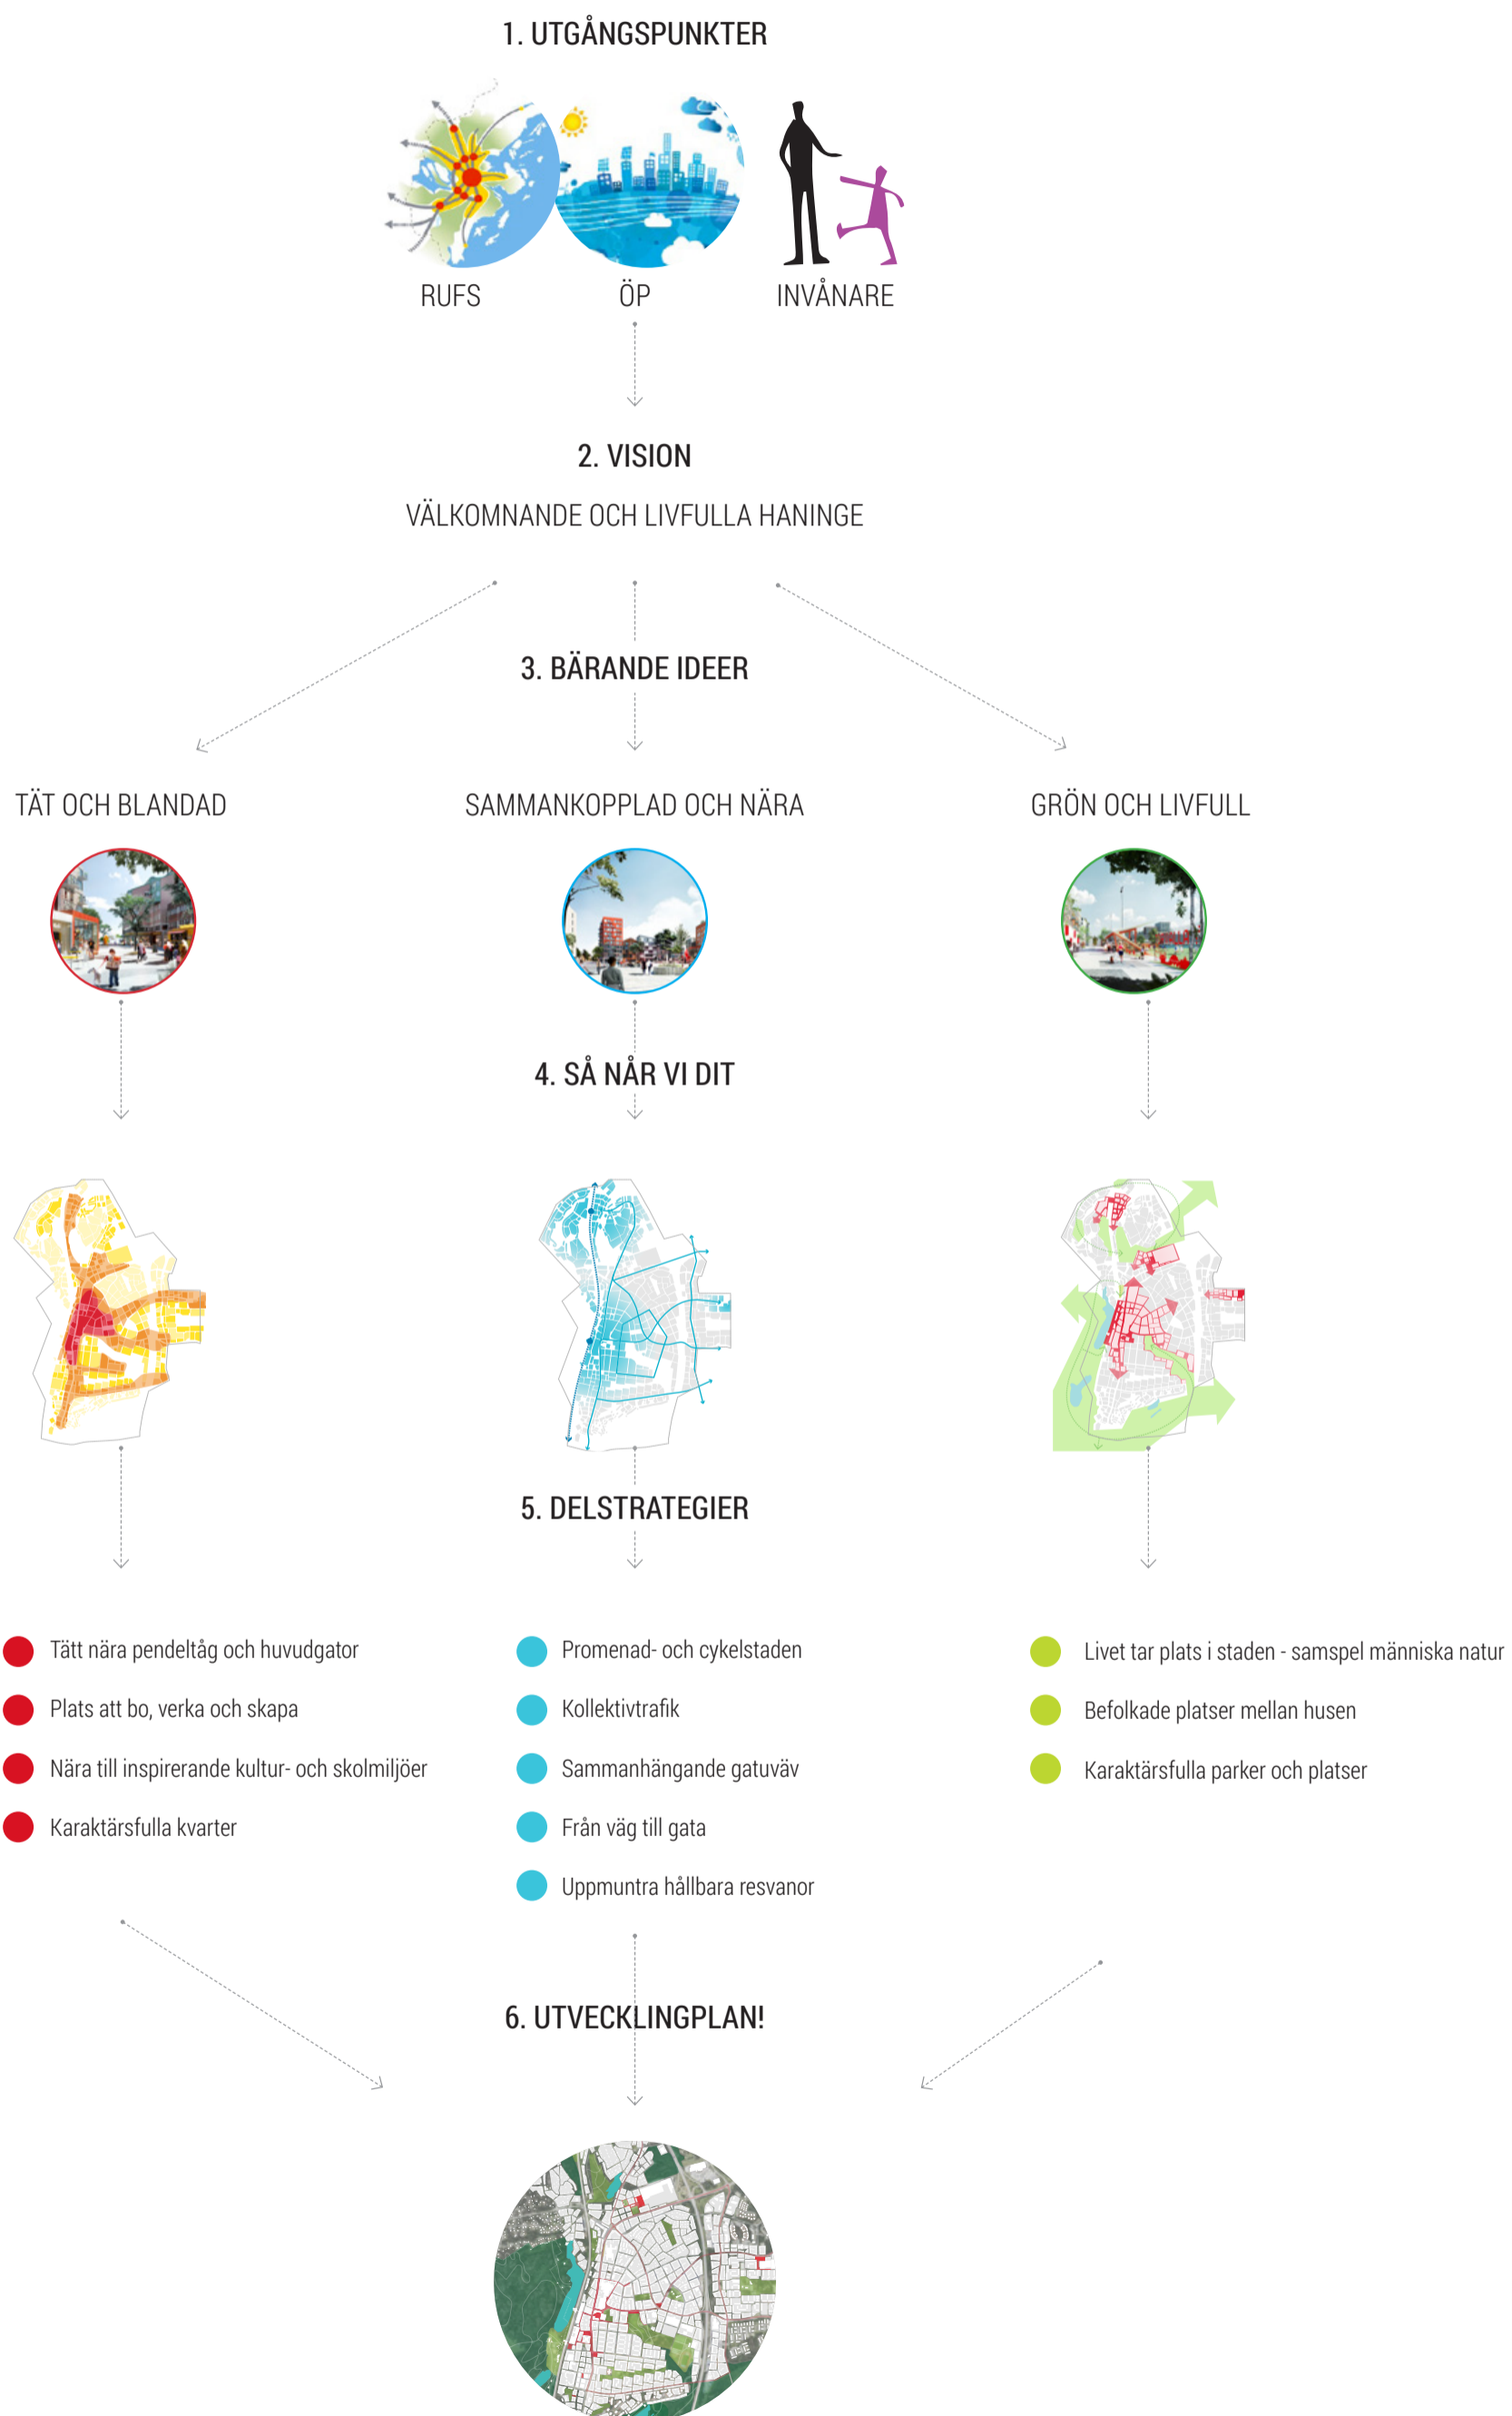 1. UTGÅNGSPUNKTER
RUFS
ÖP
INVÅNARE
2. VISION
VÄLKOMNANDE OCH LIVFULLA HANINGE
3. BÄRANDE IDEER
TÄT OCH BLANDAD
SAMMANKOPPLAD OCH NÄRA
GRÖN OCH LIVFULL
4. SÅ NÅR VI DIT
5. DELSTRATEGIER
Tätt nära pendeltåg och huvudgator
Plats att bo, verka och skapa
Nära till inspirerande kultur- och skolmiljöer
Karaktärsfulla kvarter
Promenad- och cykelstaden
Kollektivtrafik
Sammanhängande gatuväv
Från väg till gata
Uppmuntra hållbara resvanor
Livet tar plats i staden - samspel människa natur
Befolkade platser mellan husen
Karaktärsfulla parker och platser
6. UTVECKLINGPLAN!